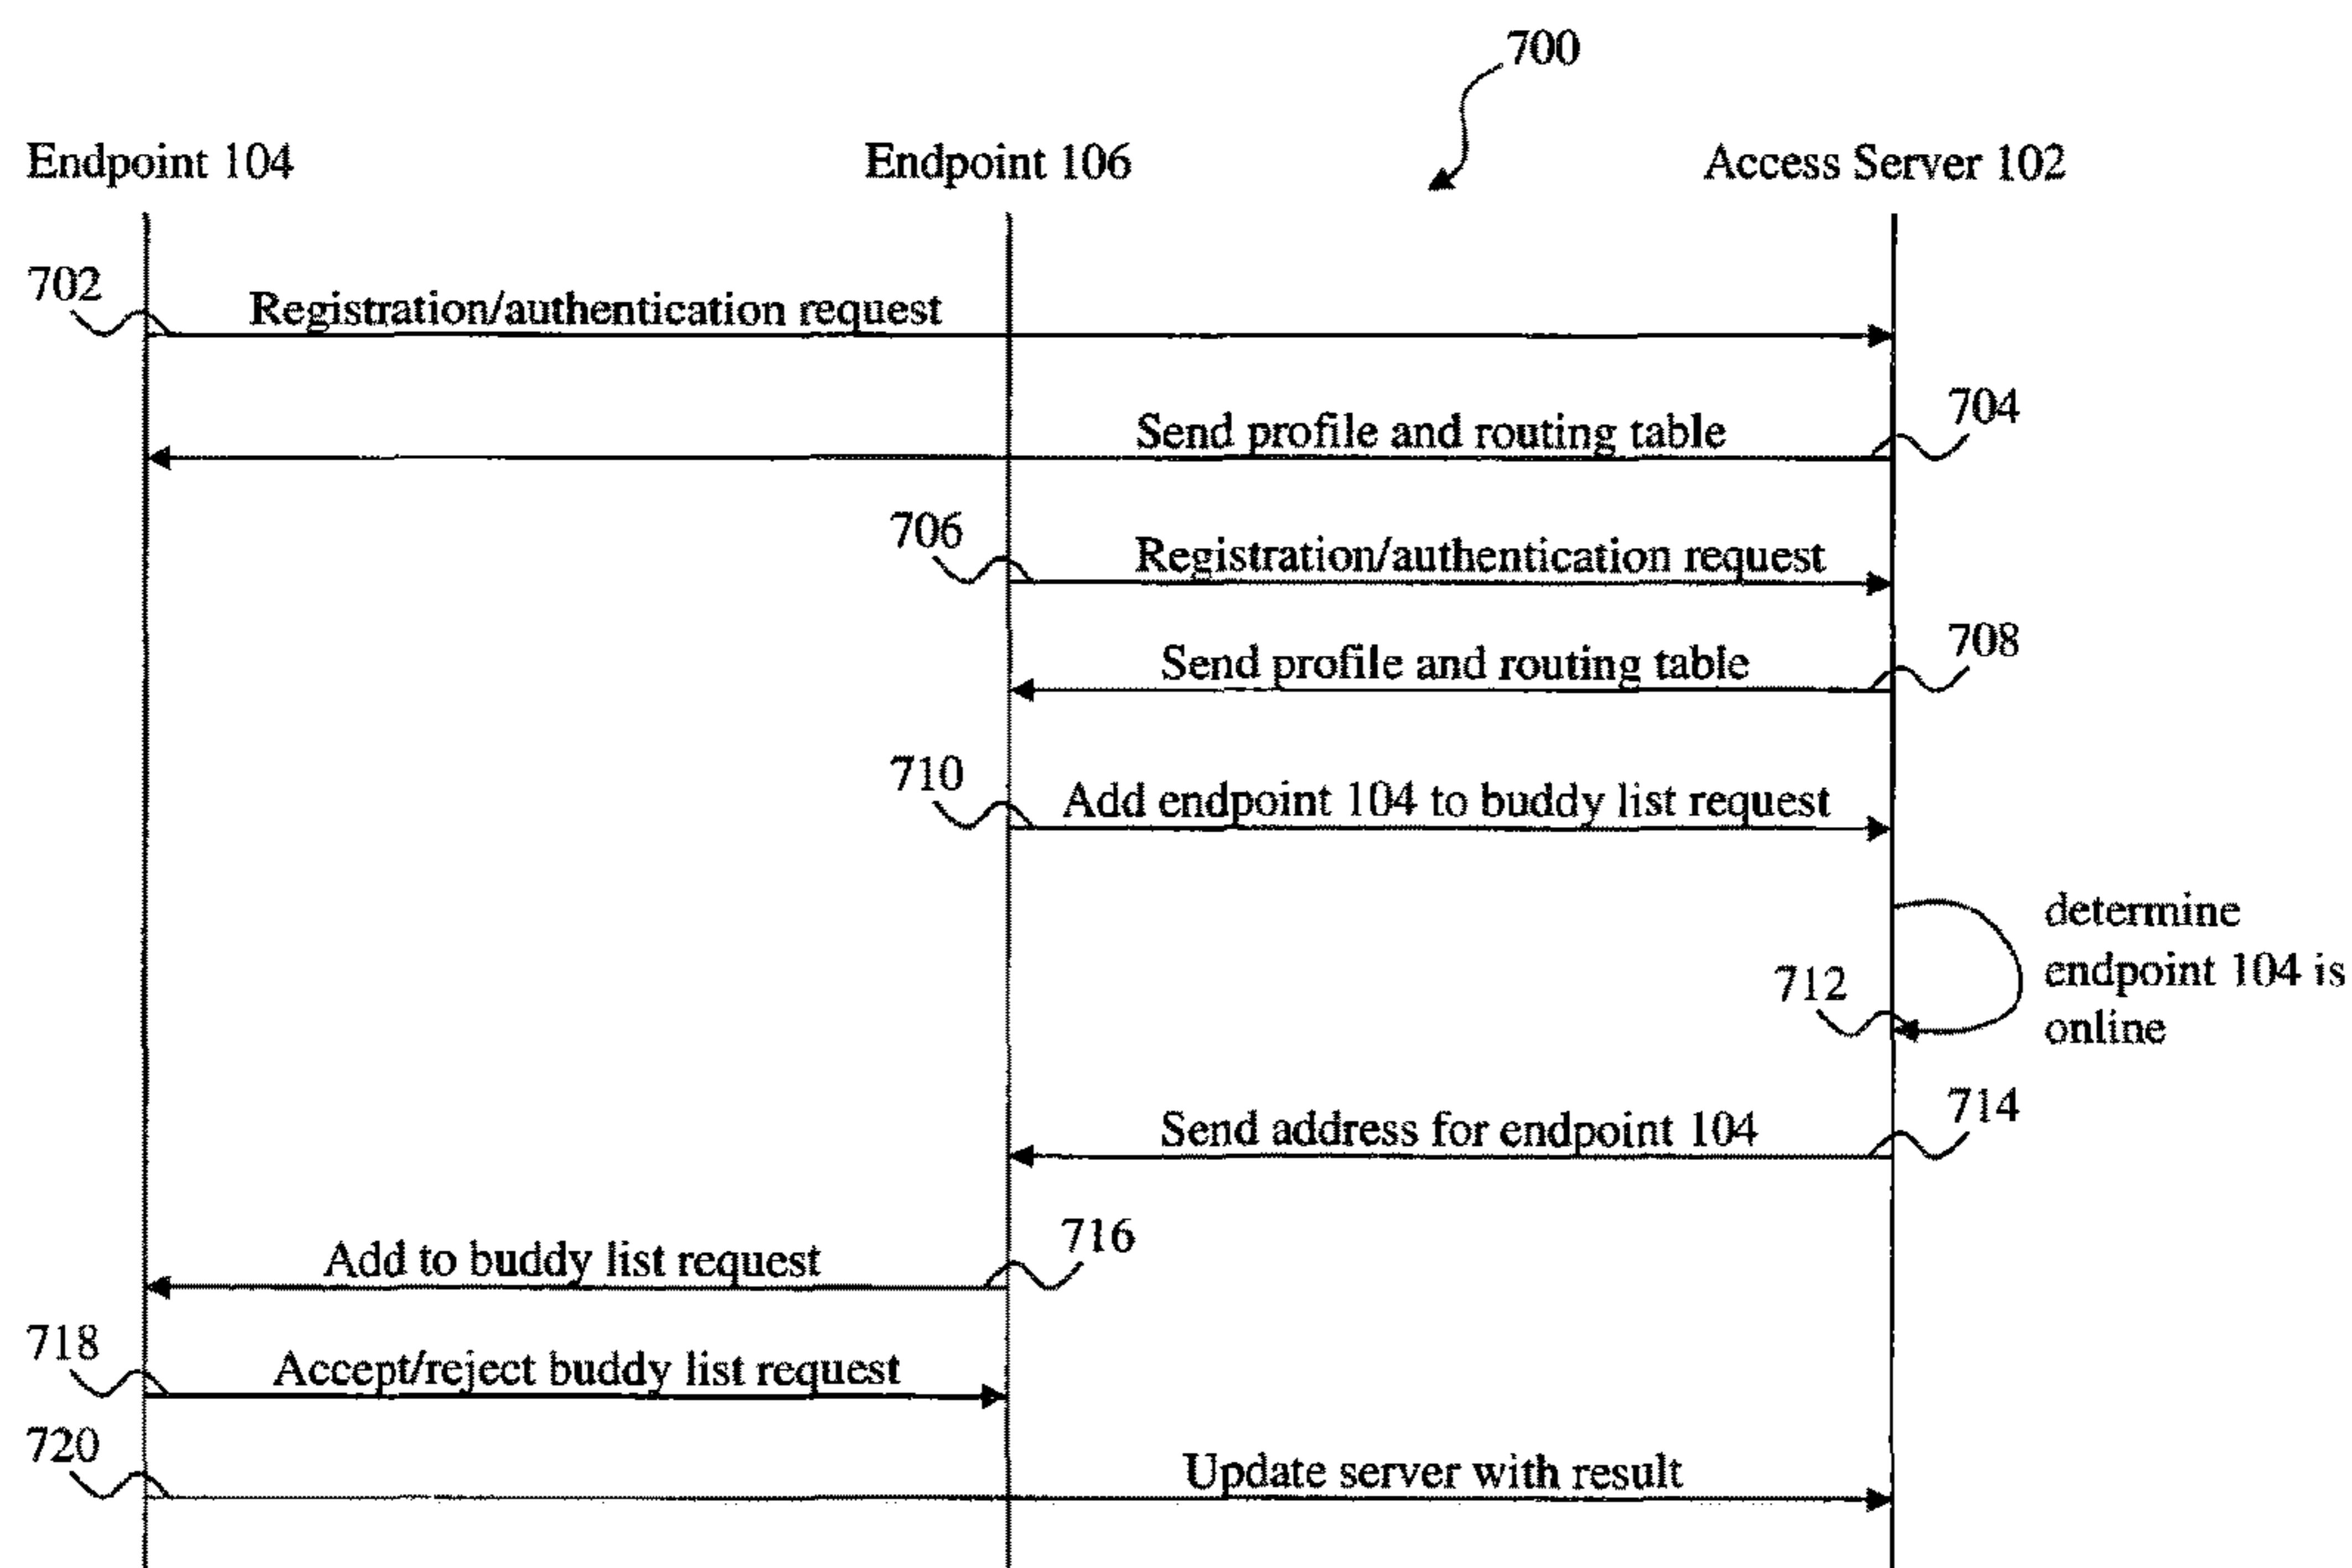 700
Endpoint 104
Endpoint 106
Access Server 102
702
Registration/authentication request
704
Send profile and routing table
706
Registration/authentication request
708
Send profile and routing table
710
Add endpoint 104 to buddy list request
determine
endpoint 104 is
online
712
714
Send address for endpoint 104
716
Add to buddy list request
718
Accept/reject buddy list request
720
Update server with result